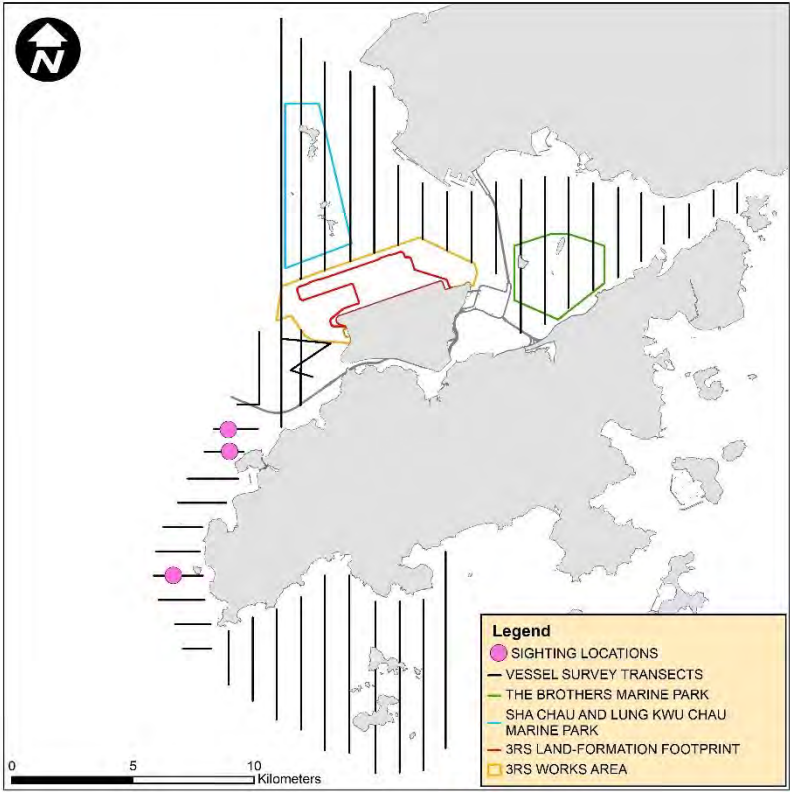 N
Legend
SIGHTING LOCATIONS
VESSEL SURVEY TRANSECTS
THE BROTHERS MARINE PARK
SHA CHAU AND LUNG KWU CHAU
MARINE PARK
3RS LAND-FORMATION FOOTPRINT
3RS WORKS AREA
0 5 10
Kilometers